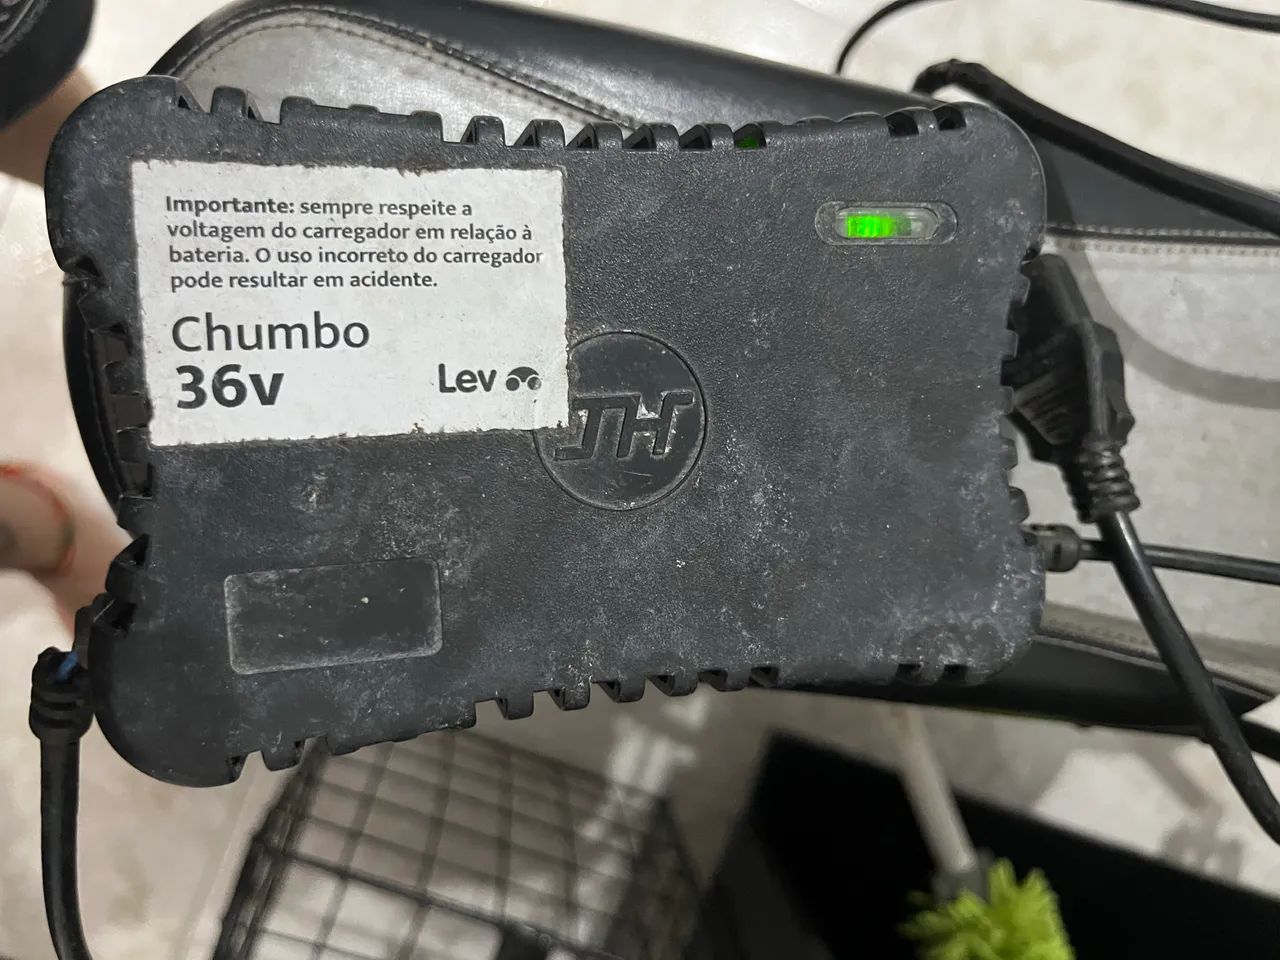 Importante: sempre respeite a
voltagem do carregador em relação à
bateria. O uso incorreto do carregador
pode resultar em acidente.
Chumbo
36v
Lev
JH